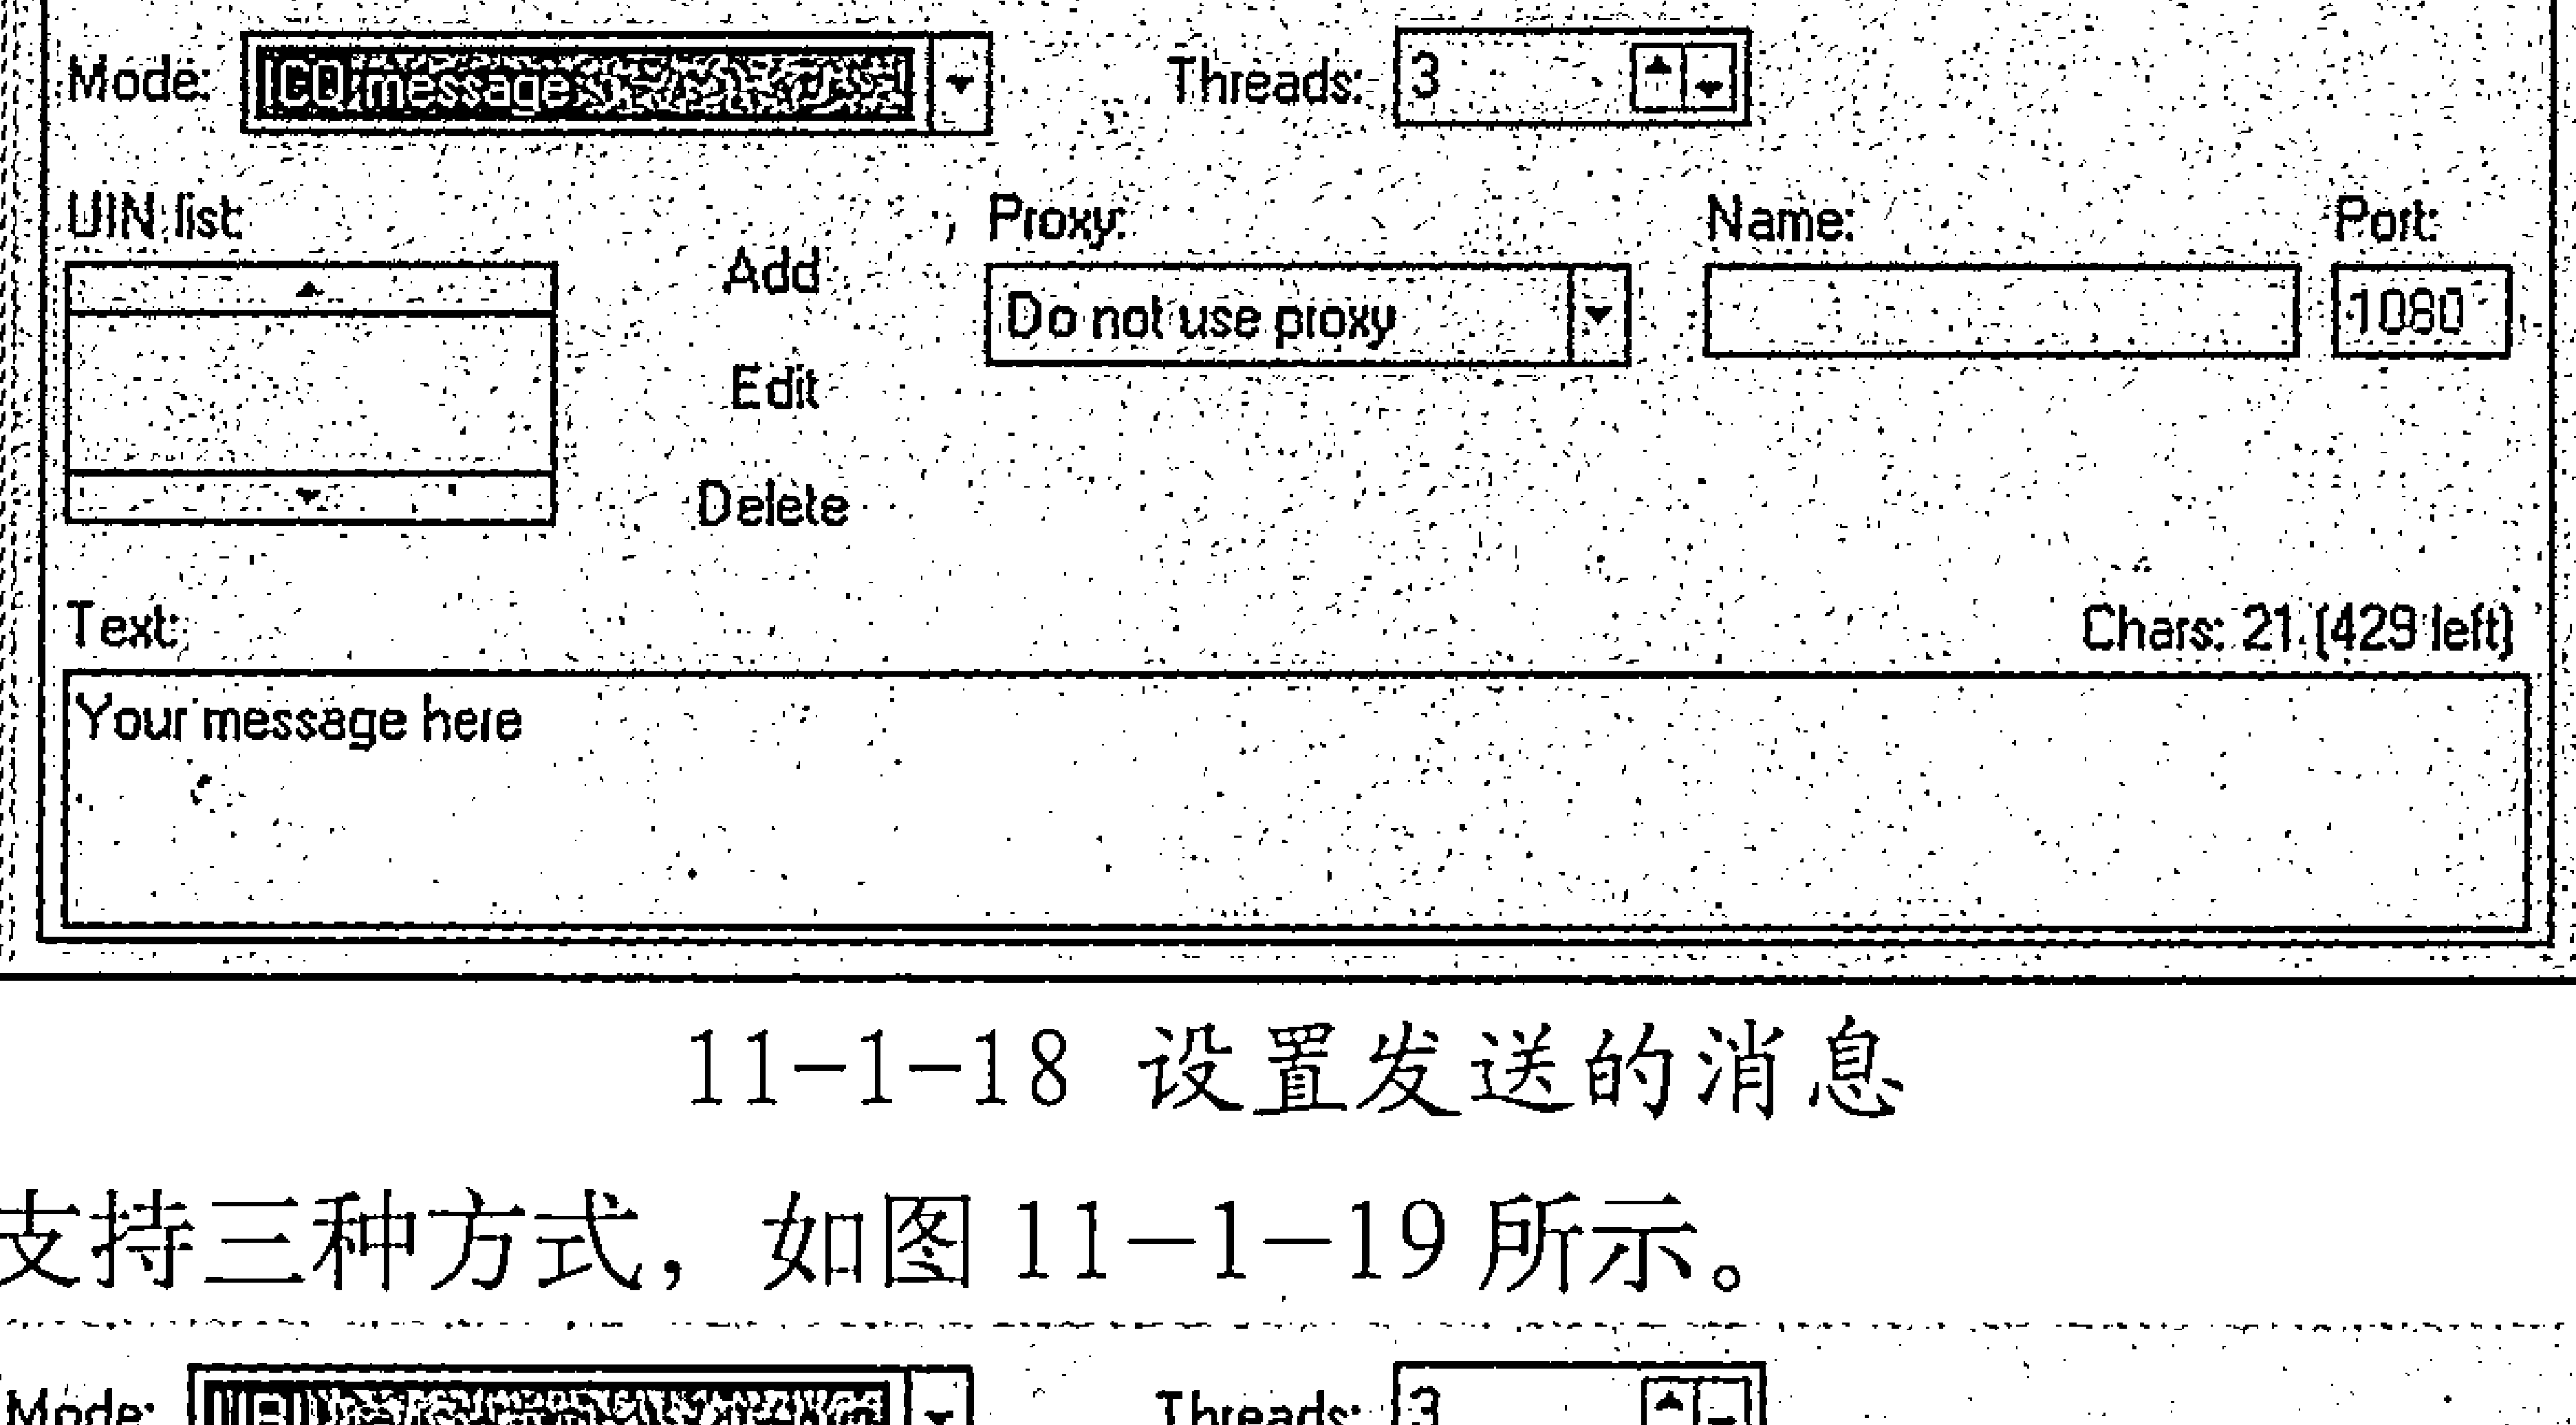 Mode: ICQ message Threads: 3
UIN list: Proxy: Name: Port:
Add
Do not use proxy 1080
Edit
Delete
Text: Chars: 21 (429 left)
Your message here
11-1-18 设置发送的消息
支持三种方式，如图 11-1-19 所示。
Mode: Threads: 3